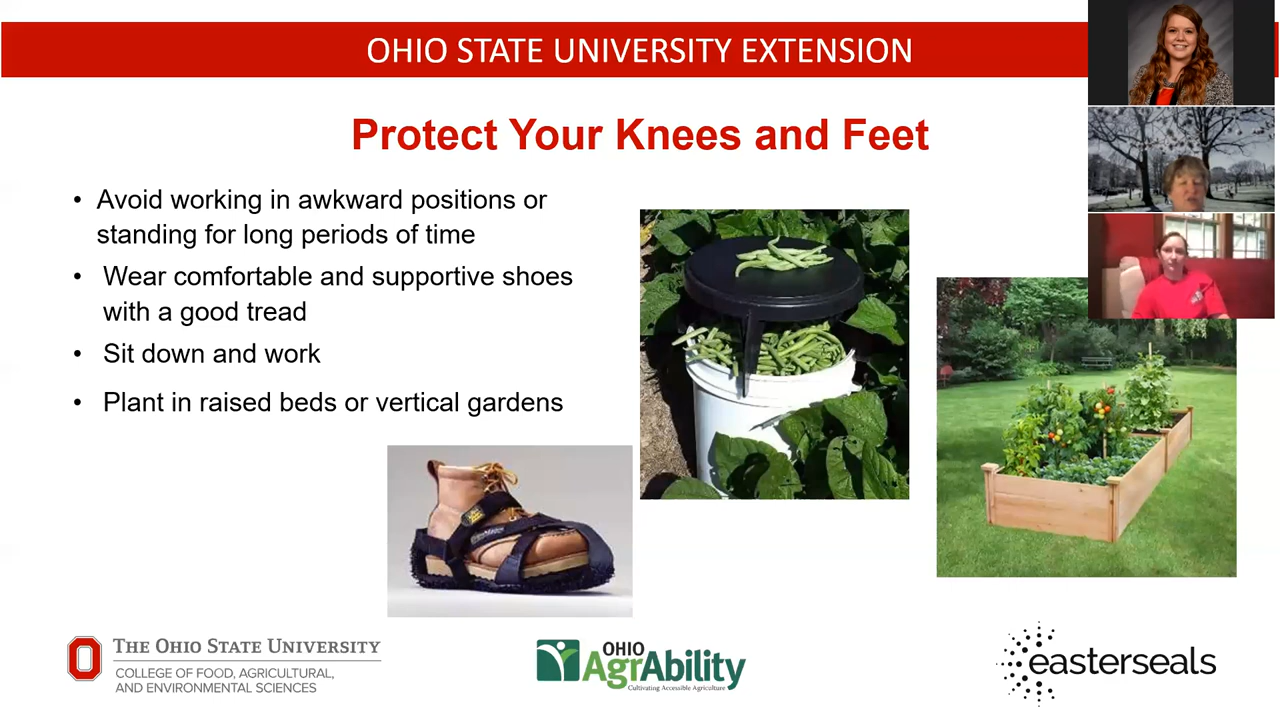 OHIO STATE UNIVERSITY EXTENSION
Protect Your Knees and Feet
• Avoid working in awkward positions or
standing for long periods of time
• Wear comfortable and supportive shoes
with a good tread
• Sit down and work
• Plant in raised beds or vertical gardens
THE OHIO STATE UNIVERSITY
COLLEGE OF FOOD, AGRICULTURAL,
AND ENVIRONMENTAL SCIENCES
OHIO
AgrAbility
Cultivating Accessible Agriculture
easterseals